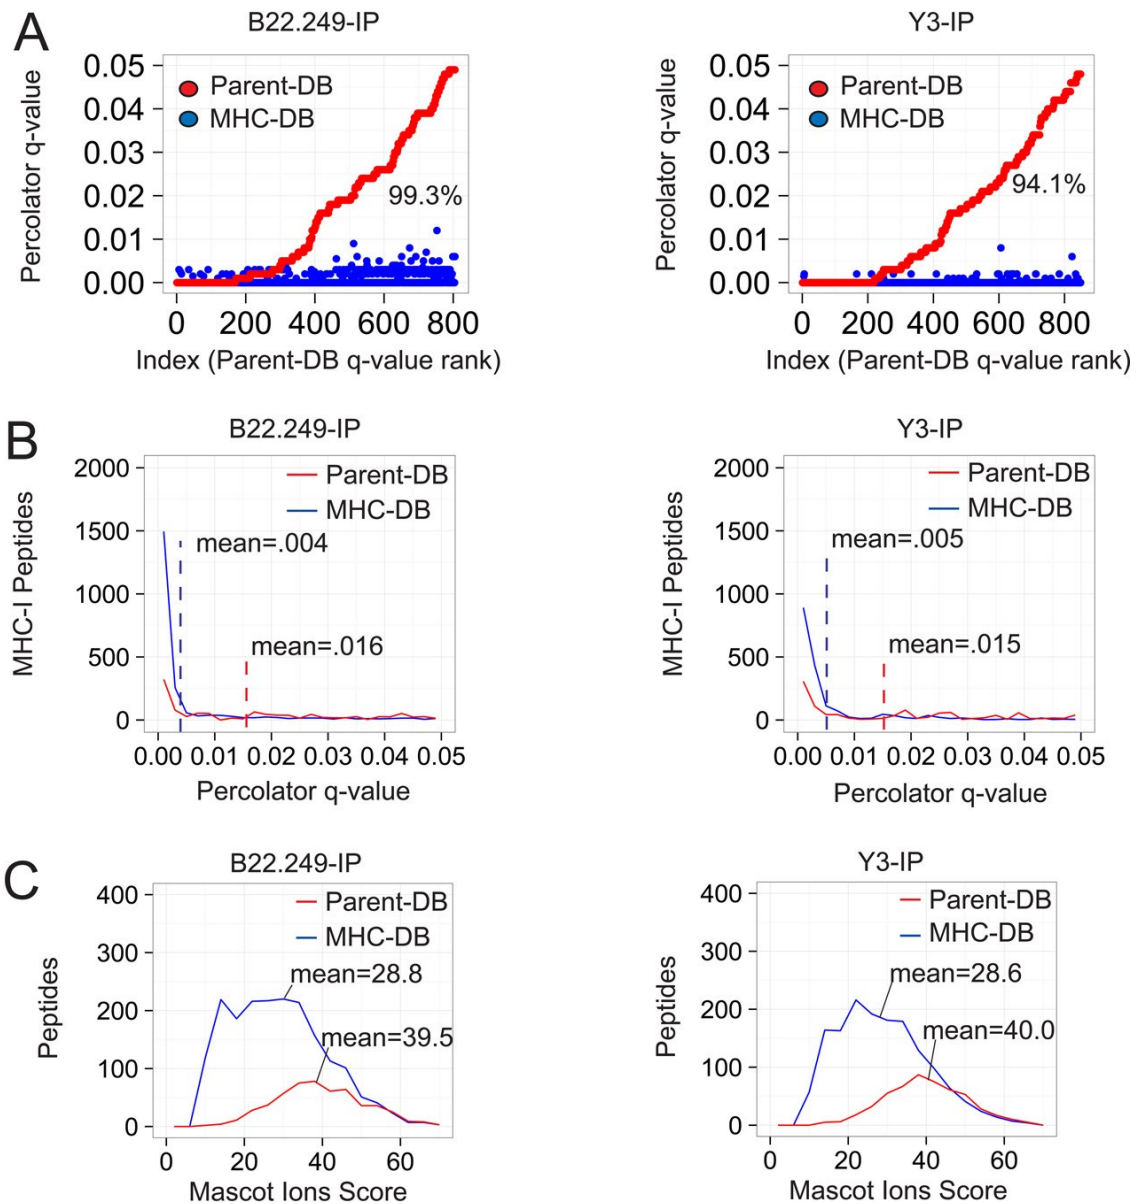 A
B22.249-IP
Y3-IP
Percolator q-value
0.05
0.04
0.03
0.02
0.01
0.00
Parent-DB
MHC-DB
99.3%
0 200 400 600 800
Index (Parent-DB q-value rank)
Percolator q-value
0.05
0.04
0.03
0.02
0.01
0.00
Parent-DB
MHC-DB
94.1%
0 200 400 600 800
Index (Parent-DB q-value rank)
B
B22.249-IP
Y3-IP
MHC-I Peptides
2000
1500
1000
500
0
Parent-DB
MHC-DB
mean=.004
mean=.016
0.00 0.01 0.02 0.03 0.04 0.05
Percolator q-value
MHC-I Peptides
2000
1500
1000
500
0
Parent-DB
MHC-DB
mean=.005
mean=.015
0.00 0.01 0.02 0.03 0.04 0.05
Percolator q-value
C
B22.249-IP
Y3-IP
Peptides
400
300
200
100
0
Parent-DB
MHC-DB
mean=28.8
mean=39.5
0 20 40 60
Mascot Ions Score
Peptides
400
300
200
100
0
Parent-DB
MHC-DB
mean=28.6
mean=40.0
0 20 40 60
Mascot Ions Score